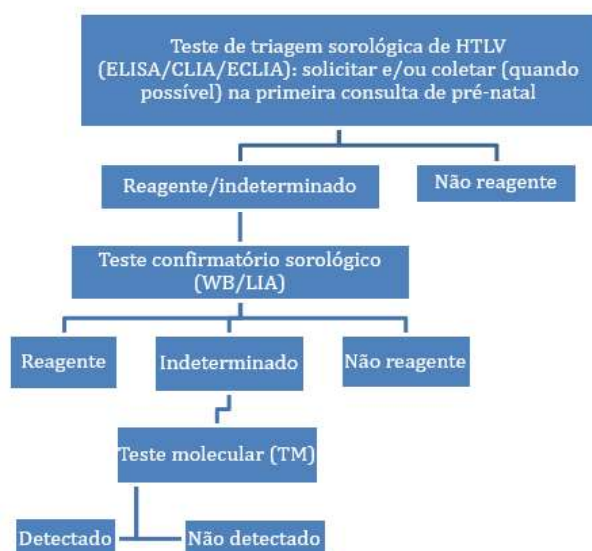 Teste de triagem sorológica de HTLV
(ELISA/CLIA/ECLIA): solicitar e/ou coletar (quando
possível) na primeira consulta de pré-natal
Reagente/indeterminado
Não reagente
Teste confirmatório sorológico
(WB/LIA)
Reagente
Indeterminado
Não reagente
Teste molecular (TM)
Detectado
Não detectado